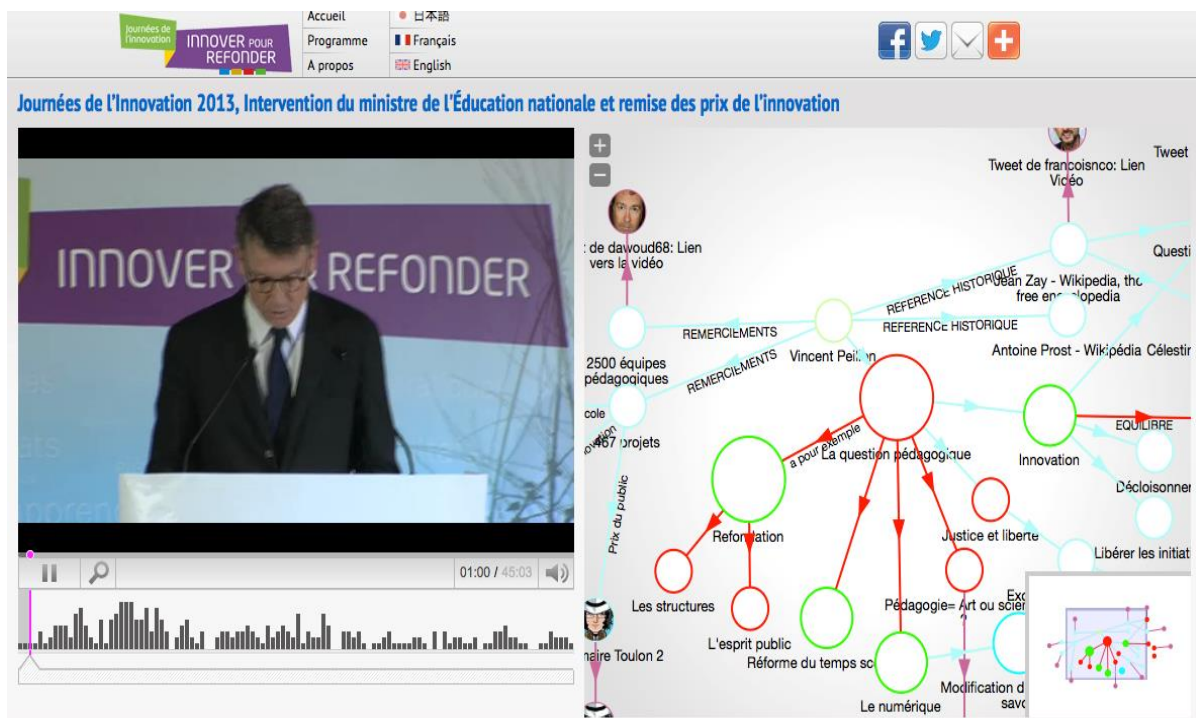 Journées de
l'innovation
INNOVER POUR
REFONDER
Accueil
Programme
A propos
日本語
Français
English
Journées de l'Innovation 2013, Intervention du ministre de l'Éducation nationale et remise des prix de l'innovation
INNOVER REFONDER
01:00 / 45:03
Tweet de francoisnco: Lien
Vidéo
Tweet
de dawoud68: Lien
vers la vidéo
Questi
REFERENCE HISTORIQUE
Jean Zay - Wikipedia, the
free encyclopedia
REMERCIEMENTS
REFERENCE HISTORIQUE
2500 équipes
pédagogiques
REMERCIEMENTS
Vincent Peillon
Antoine Prost - Wikipédia
Célestin
cole
467 projets
a pour exemple
La question pédagogique
Innovation
EQUILIBRE
Décloisonner
Prix du public
Refondation
Justice et liberté
Libérer les initiat
Les structures
L'esprit public
Pédagogie= Art ou scien
?
Exc
naire Toulon 2
Réforme du temps sc
Modification d
savo
Le numérique